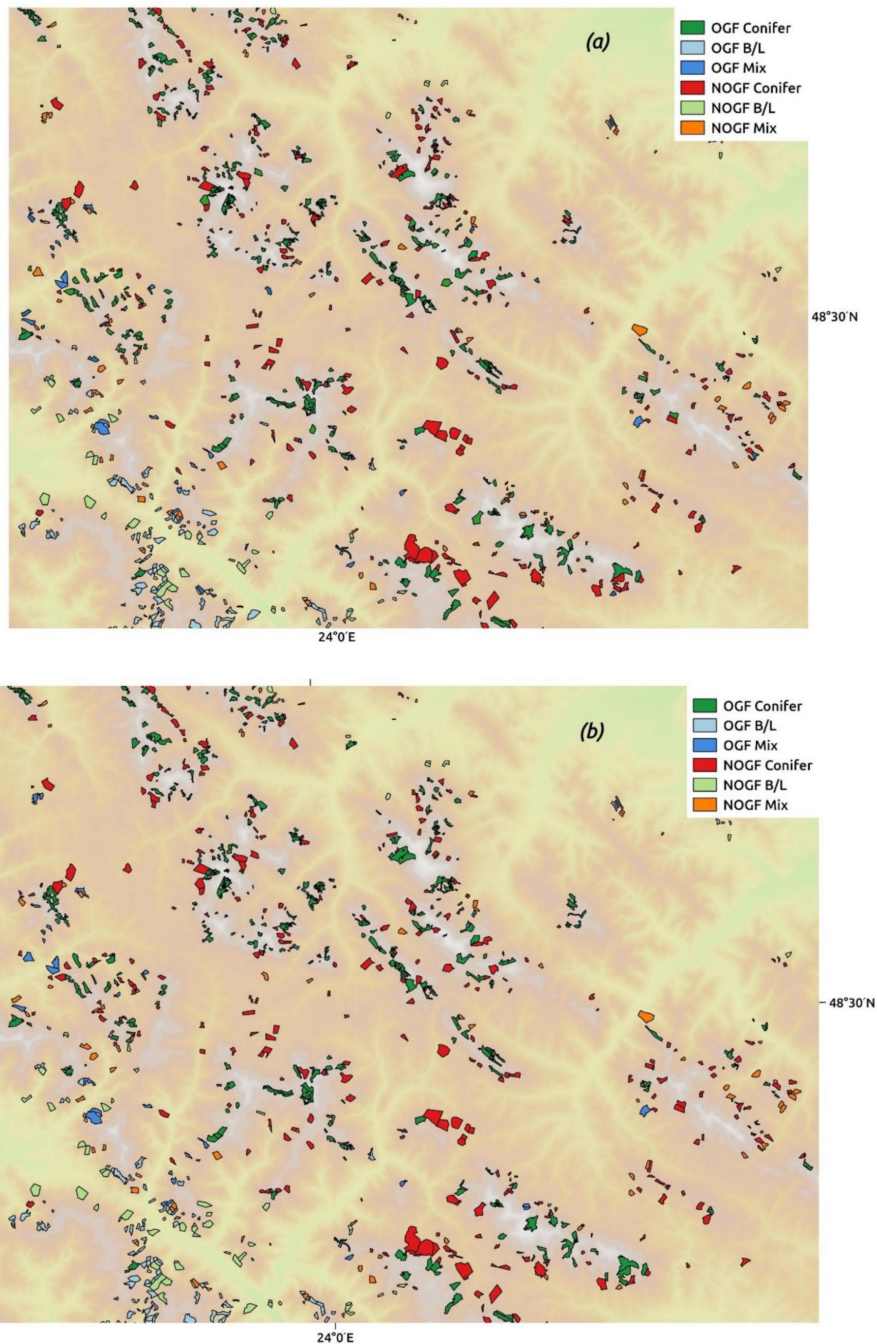 (a)
OGF Conifer
OGF B/L
OGF Mix
NOGF Conifer
NOGF B/L
NOGF Mix
48°30′N
24°0′E
(b)
OGF Conifer
OGF B/L
OGF Mix
NOGF Conifer
NOGF B/L
NOGF Mix
48°30′N
24°0′E